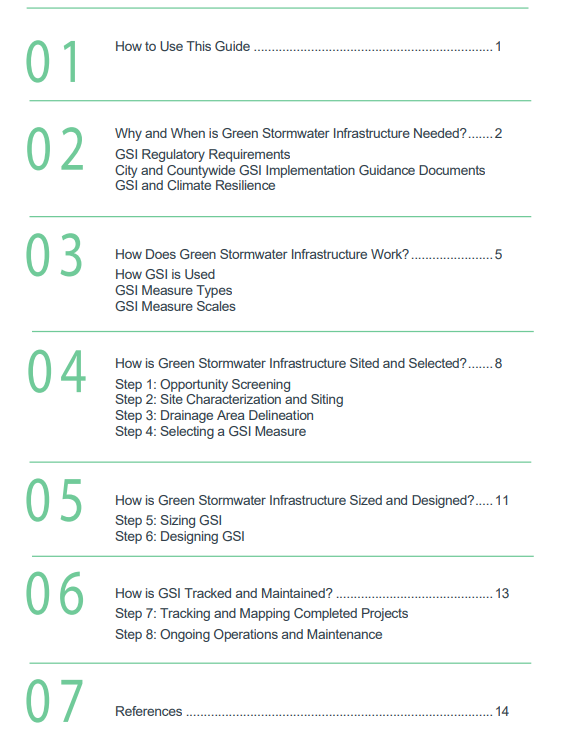 01
How to Use This Guide .................................................................. 1
02
Why and When is Green Stormwater Infrastructure Needed?....... 2
GSI Regulatory Requirements
City and Countywide GSI Implementation Guidance Documents
GSI and Climate Resilience
03
How Does Green Stormwater Infrastructure Work? ....................... 5
How GSI is Used
GSI Measure Types
GSI Measure Scales
04
How is Green Stormwater Infrastructure Sited and Selected?....... 8
Step 1: Opportunity Screening
Step 2: Site Characterization and Siting
Step 3: Drainage Area Delineation
Step 4: Selecting a GSI Measure
05
How is Green Stormwater Infrastructure Sized and Designed?..... 11
Step 5: Sizing GSI
Step 6: Designing GSI
06
How is GSI Tracked and Maintained? ........................................... 13
Step 7: Tracking and Mapping Completed Projects
Step 8: Ongoing Operations and Maintenance
07
References ..................................................................................... 14